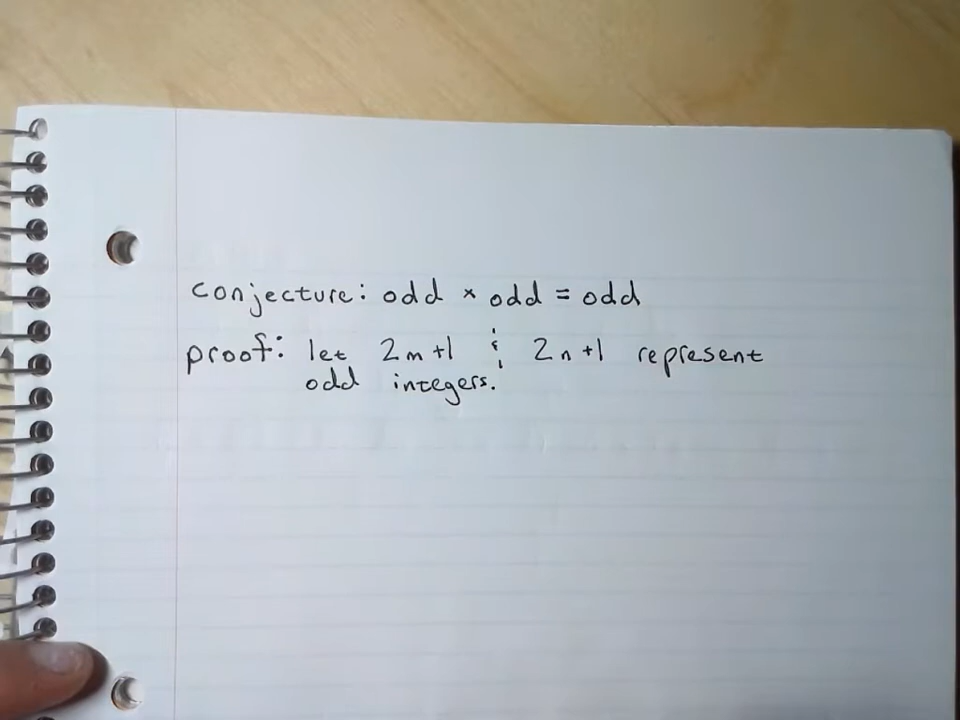 conjecture: odd × odd = odd
proof: let 2m+1 & 2n+1 represent
odd integers.